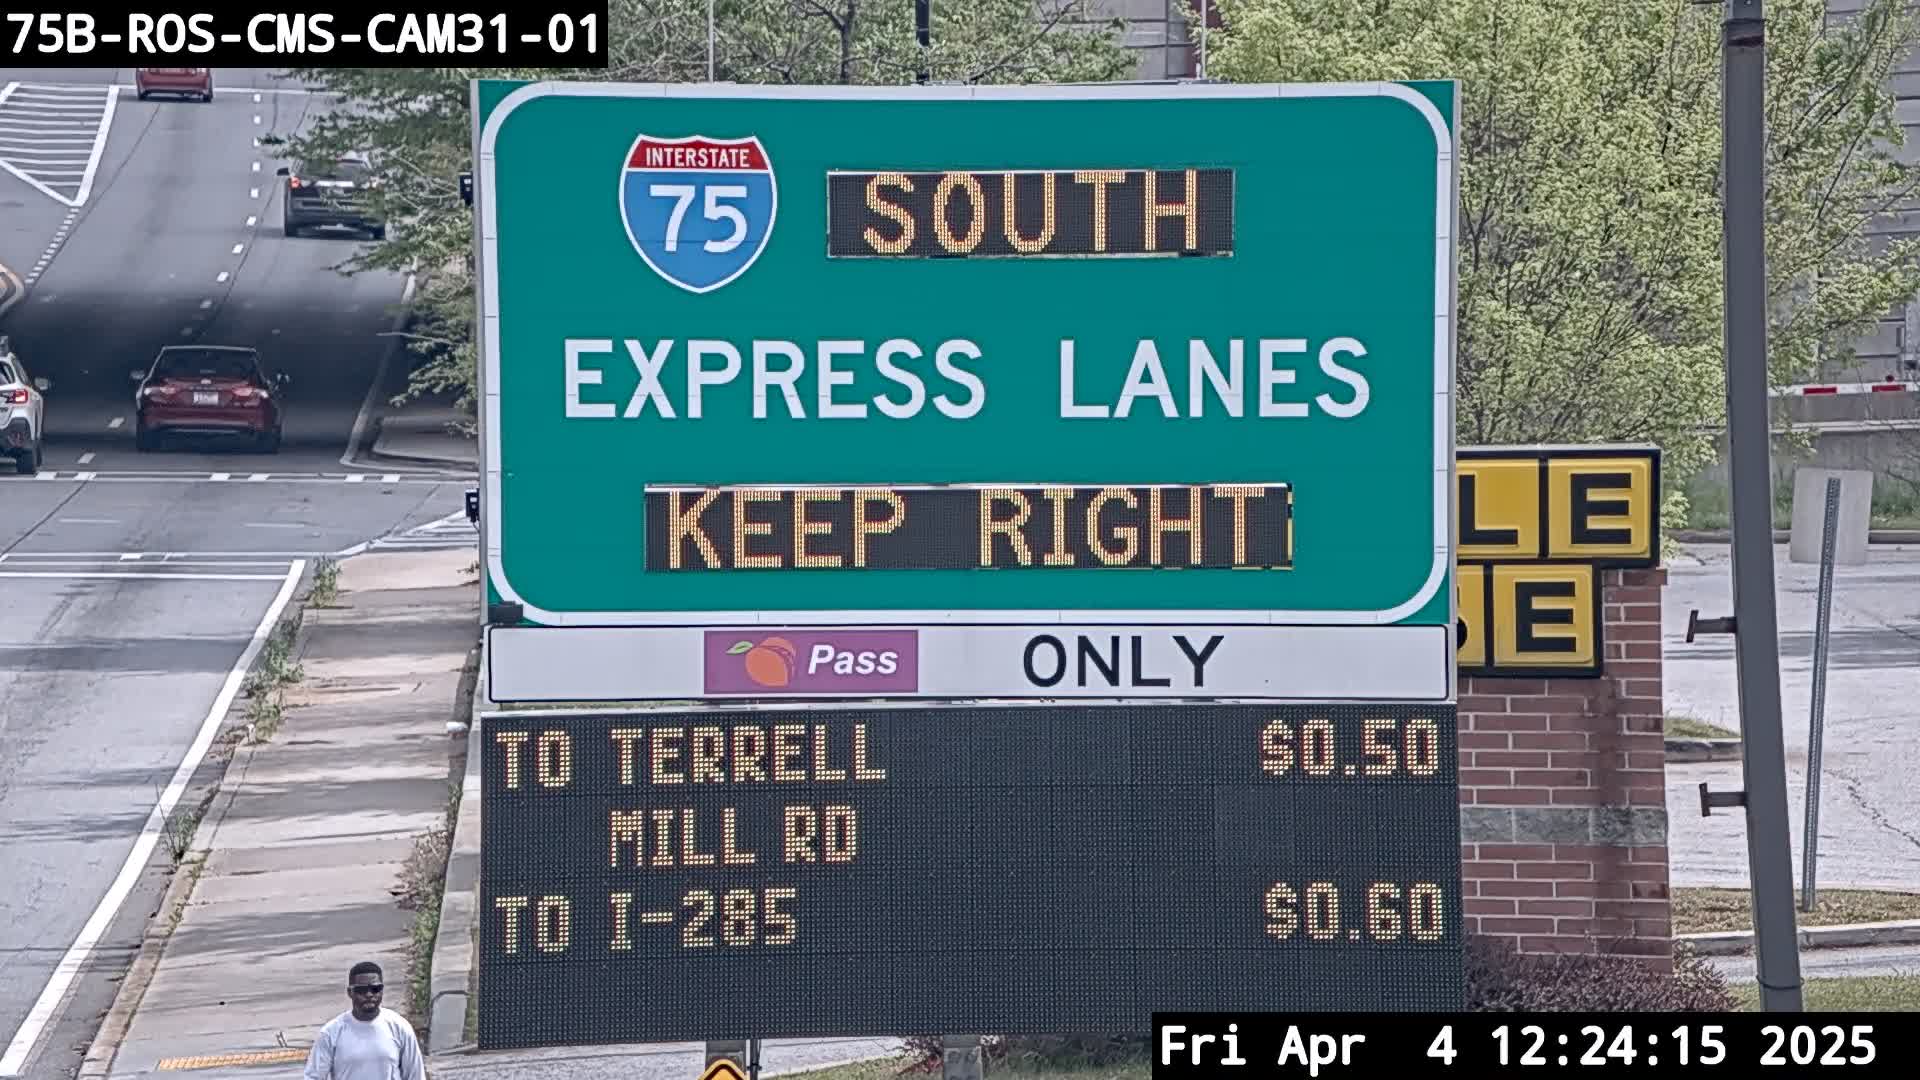 75B-ROS-CMS-CAM31-01
INTERSTATE
75
SOUTH
EXPRESS LANES
KEEP RIGHT
Pass ONLY
TO TERRELL $0.50
MILL RD
TO I-285 $0.60
LE
E
Fri Apr 4 12:24:15 2025